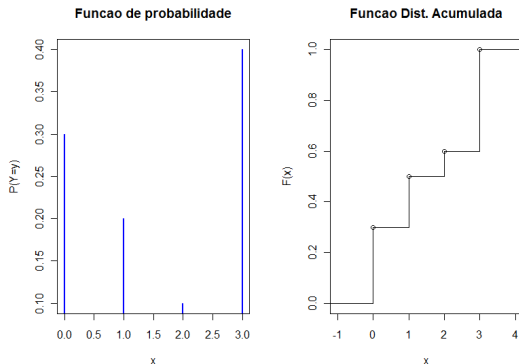 Funcao de probabilidade
P(Y=y)
0.40
0.35
0.30
0.25
0.20
0.15
0.10
0.0 0.5 1.0 1.5 2.0 2.5 3.0
x
Funcao Dist. Acumulada
F(x)
1.0
0.8
0.6
0.4
0.2
0.0
-1 0 1 2 3 4
x